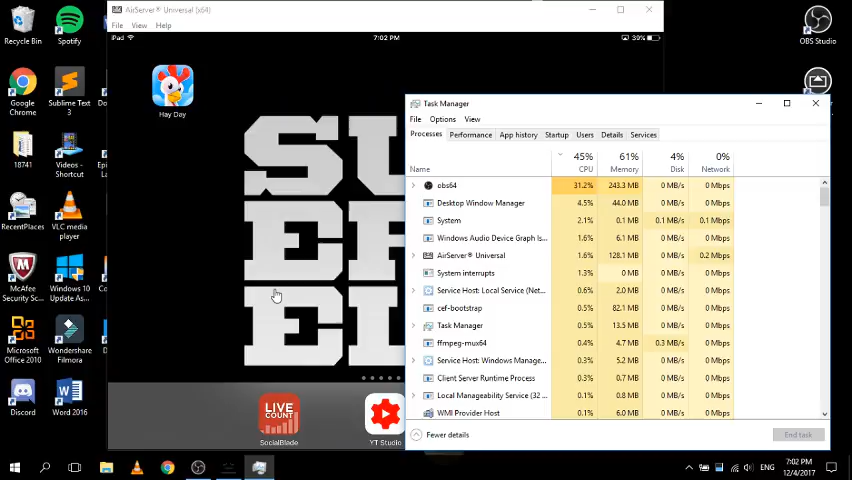 Recycle Bin
Spotify
Google Chrome
Sublime Text 3
18741
Videos - Shortcut
RecentPlaces
VLC media player
McAfee Security Sc...
Windows 10 Update As...
Microsoft Office 2010
Wondershare Filmora
Discord
Word 2016
OBS Studio
AirServer® Universal (x64)
File View Help
iPad
7:02 PM
39%
Hay Day
SU
ER
EL
LIVE COUNT
SocialBlade
YT Studio
Task Manager
File Options View
Processes Performance App history Startup Users Details Services
45% 61% 4% 0%
Name CPU Memory Disk Network
obs64 31.2% 243.3 MB 0 MB/s 0 Mbps
Desktop Window Manager 4.5% 44.0 MB 0 MB/s 0 Mbps
System 2.1% 0.1 MB 0.1 MB/s 0.1 Mbps
Windows Audio Device Graph Is... 1.6% 6.1 MB 0 MB/s 0 Mbps
AirServer® Universal 1.6% 128.1 MB 0 MB/s 0.2 Mbps
System interrupts 1.3% 0 MB 0 MB/s 0 Mbps
Service Host: Local Service (Net... 0.6% 2.0 MB 0 MB/s 0 Mbps
cef-bootstrap 0.5% 82.1 MB 0 MB/s 0 Mbps
Task Manager 0.5% 13.5 MB 0 MB/s 0 Mbps
ffmpeg-mux64 0.4% 4.7 MB 0.3 MB/s 0 Mbps
Service Host: Windows Manage... 0.3% 5.2 MB 0 MB/s 0 Mbps
Client Server Runtime Process 0.3% 0.7 MB 0 MB/s 0 Mbps
Local Manageability Service (32 ... 0.1% 0.8 MB 0 MB/s 0 Mbps
WMI Provider Host 0.1% 6.0 MB 0 MB/s 0 Mbps
Fewer details
End task
ENG
7:02 PM
12/4/2017